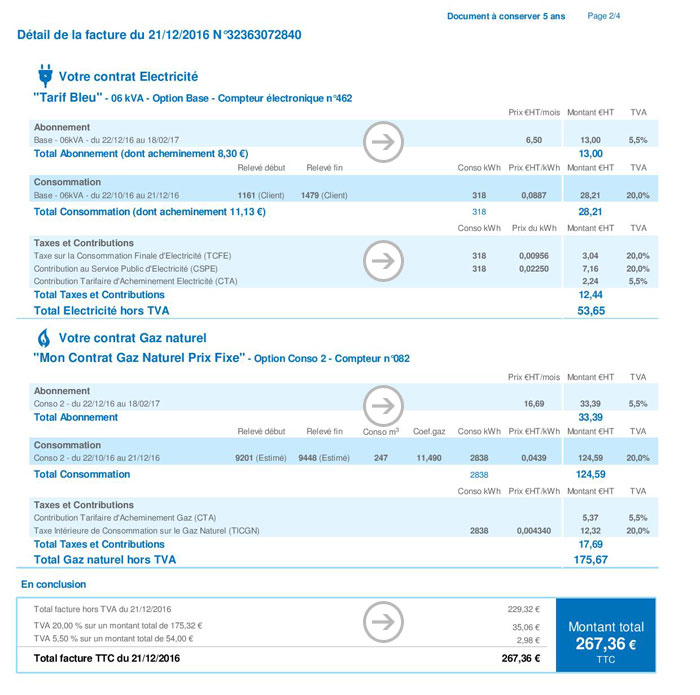 Document à conserver 5 ans Page 2/4
Détail de la facture du 21/12/2016 N°32363072840
Votre contrat Electricité
"Tarif Bleu" - 06 kVA - Option Base - Compteur électronique n°462
Prix €HT/mois Montant €HT TVA
Abonnement
Base - 06kVA - du 22/12/16 au 18/02/17 6,50 13,00 5,5%
Total Abonnement (dont acheminement 8,30 €) 13,00
Relevé début Relevé fin Conso kWh Prix €HT/kWh Montant €HT TVA
Consommation
Base - 06kVA - du 22/10/16 au 21/12/16 1161 (Client) 1479 (Client) 318 0,0887 28,21 20,0%
Total Consommation (dont acheminement 11,13 €) 318 28,21
Conso kWh Prix du kWh Montant €HT TVA
Taxes et Contributions
Taxe sur la Consommation Finale d'Electricité (TCFE) 318 0,00956 3,04 20,0%
Contribution au Service Public d'Electricité (CSPE) 318 0,02250 7,16 20,0%
Contribution Tarifaire d'Acheminement Electricité (CTA) 2,24 5,5%
Total Taxes et Contributions 12,44
Total Electricité hors TVA 53,65
Votre contrat Gaz naturel
"Mon Contrat Gaz Naturel Prix Fixe" - Option Conso 2 - Compteur n°082
Prix €HT/mois Montant €HT TVA
Abonnement
Conso 2 - du 22/12/16 au 18/02/17 16,69 33,39 5,5%
Total Abonnement 33,39
Relevé début Relevé fin Conso m³ Coef.gaz Conso kWh Prix €HT/kWh Montant €HT TVA
Consommation
Conso 2 - du 22/10/16 au 21/12/16 9201 (Estimé) 9448 (Estimé) 247 11,490 2838 0,0439 124,59 20,0%
Total Consommation 2838 124,59
Conso kWh Prix €HT/kWh Montant €HT TVA
Taxes et Contributions
Contribution Tarifaire d'Acheminement Gaz (CTA) 5,37 5,5%
Taxe Intérieure de Consommation sur le Gaz Naturel (TICGN) 2838 0,004340 12,32 20,0%
Total Taxes et Contributions 17,69
Total Gaz naturel hors TVA 175,67
En conclusion
Total facture hors TVA du 21/12/2016 229,32 €
TVA 20,00 % sur un montant total de 175,32 € 35,06 €
TVA 5,50 % sur un montant total de 54,00 € 2,98 €
Total facture TTC du 21/12/2016 267,36 €
Montant total
267,36 €
TTC